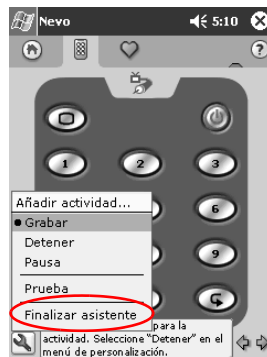 Nevo 5:10
?
1 2 3
6
9
Añadir actividad...
Grabar
Detener
Pausa
Prueba
Finalizar asistente
para la
actividad. Seleccione "Detener" en el
menú de personalización.